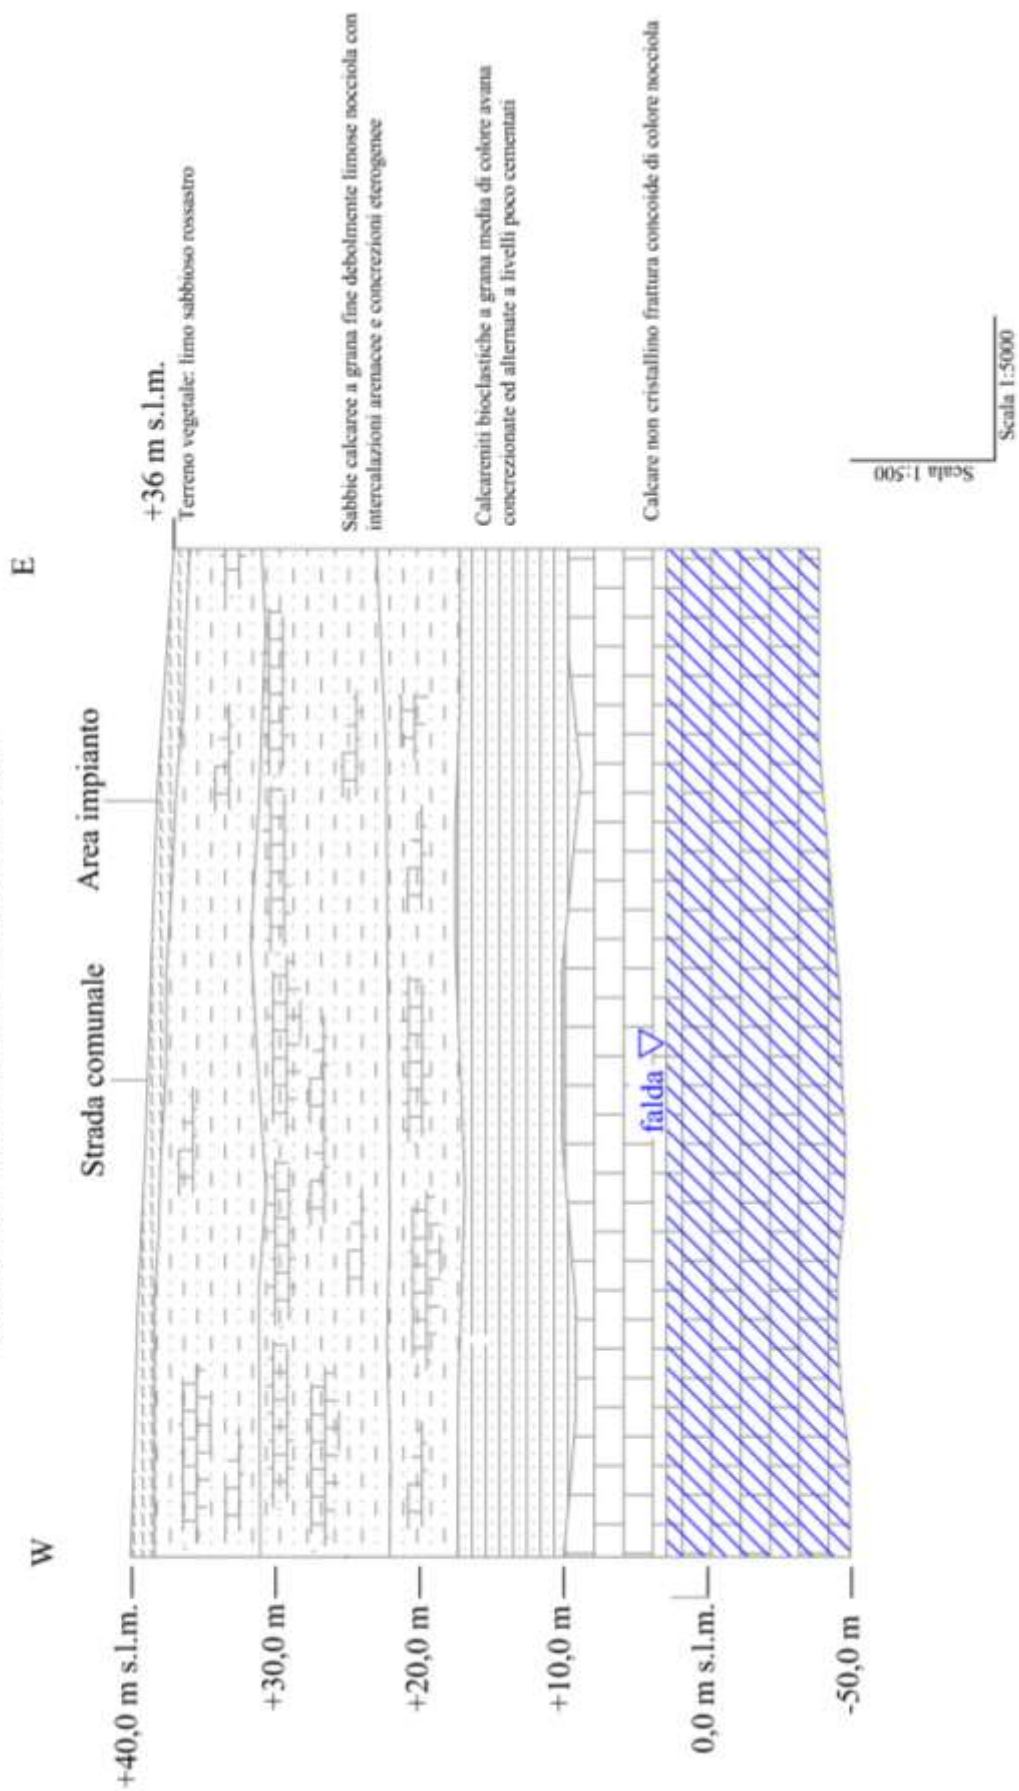 W
E
Strada comunale
Area impianto
+40,0 m s.l.m.
+36 m s.l.m.
Terreno vegetale: limo sabbioso rossastro
+30,0 m
Sabbie calcaree a grana fine debolmente limose nocciola con
intercalazioni arenacee e concrezioni eterogenee
+20,0 m
Calcareniti bioclastiche a grana media di colore avana
concrezionate ed alternate a livelli poco cementati
+10,0 m
falda
Calcare non cristallino frattura concoide di colore nocciola
0,0 m s.l.m.
-50,0 m
Scala 1:500
Scala 1:5000